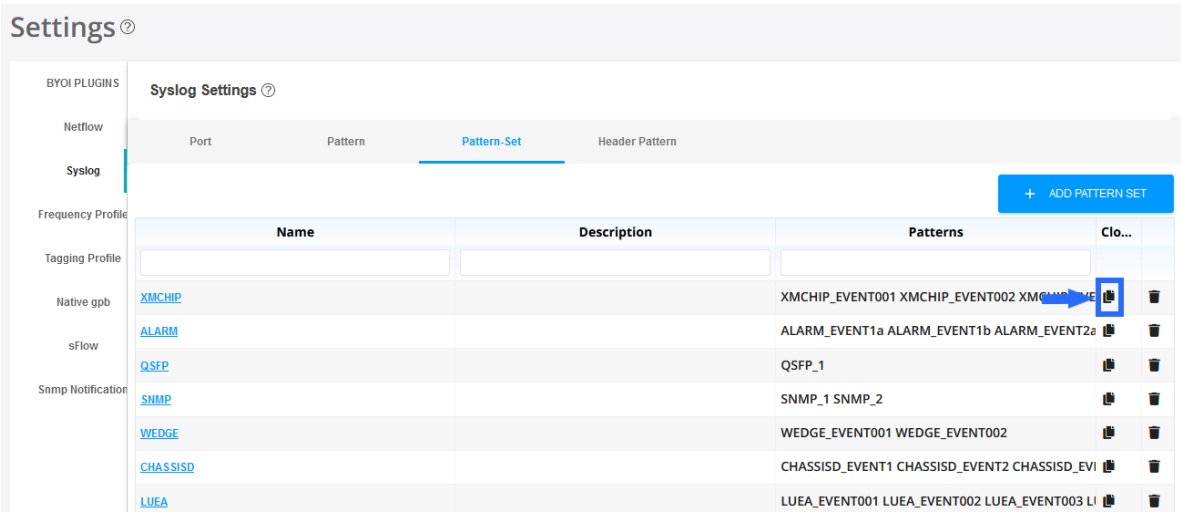 Settings ?
BYOI PLUGINS
Netflow
Syslog
Frequency Profile
Tagging Profile
Native gpb
sFlow
Snmp Notification
Syslog Settings ?
Port Pattern Pattern-Set Header Pattern
+ ADD PATTERN SET
Name Description Patterns Clo...
XMCHIP XMCHIP_EVENT001 XMCHIP_EVENT002
ALARM ALARM_EVENT1a ALARM_EVENT1b ALARM_EVENT2a
QSFP QSFP_1
SNMP SNMP_1 SNMP_2
WEDGE WEDGE_EVENT001 WEDGE_EVENT002
CHASSISD CHASSISD_EVENT1 CHASSISD_EVENT2 CHASSISD_EVI
LUEA LUEA_EVENT001 LUEA_EVENT002 LUEA_EVENT003